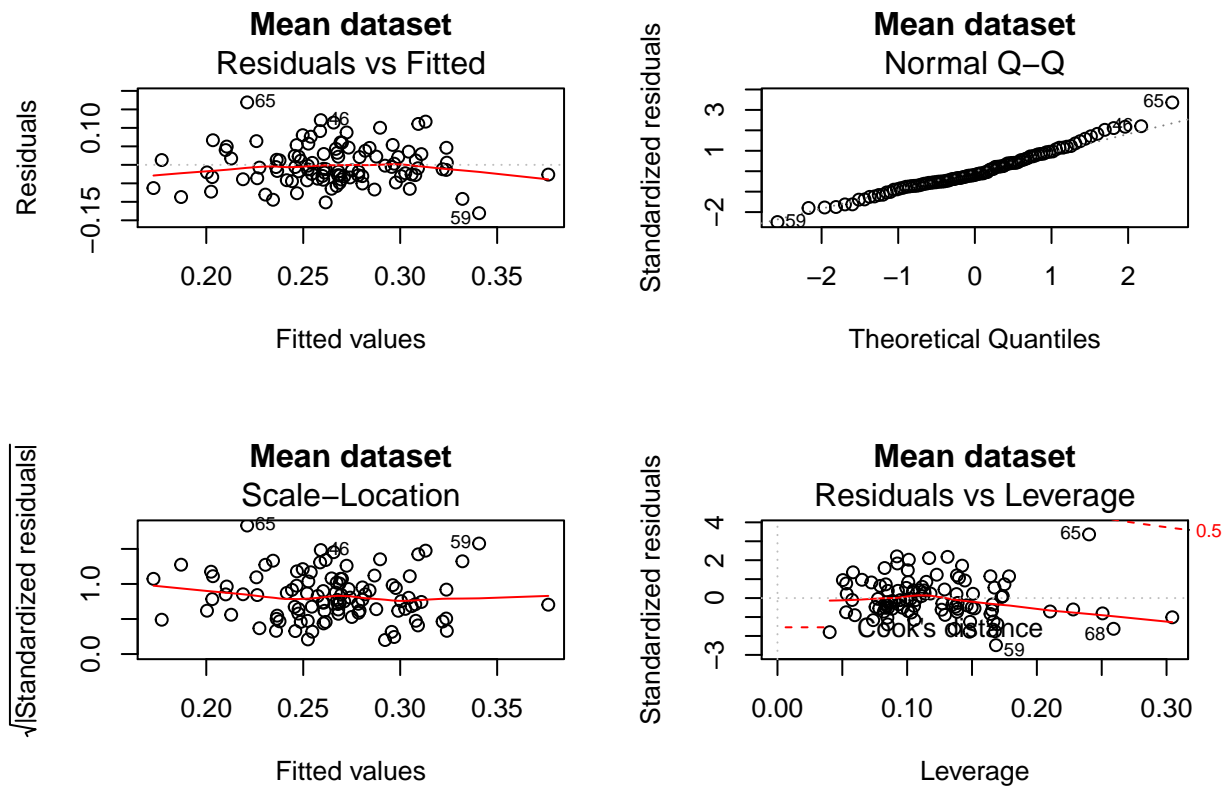 Mean dataset
Residuals vs Fitted
Residuals
0.10
−0.15
65
46
59
0.20 0.25 0.30 0.35
Fitted values
Mean dataset
Normal Q−Q
Standardized residuals
3
1
−2
65
46
59
−2 −1 0 1 2
Theoretical Quantiles
Mean dataset
Scale−Location
√|Standardized residuals|
1.0
0.0
65
46
59
0.20 0.25 0.30 0.35
Fitted values
Mean dataset
Residuals vs Leverage
Standardized residuals
4
2
0
−3
65
0.5
Cook's distance
68
59
0.00 0.10 0.20 0.30
Leverage